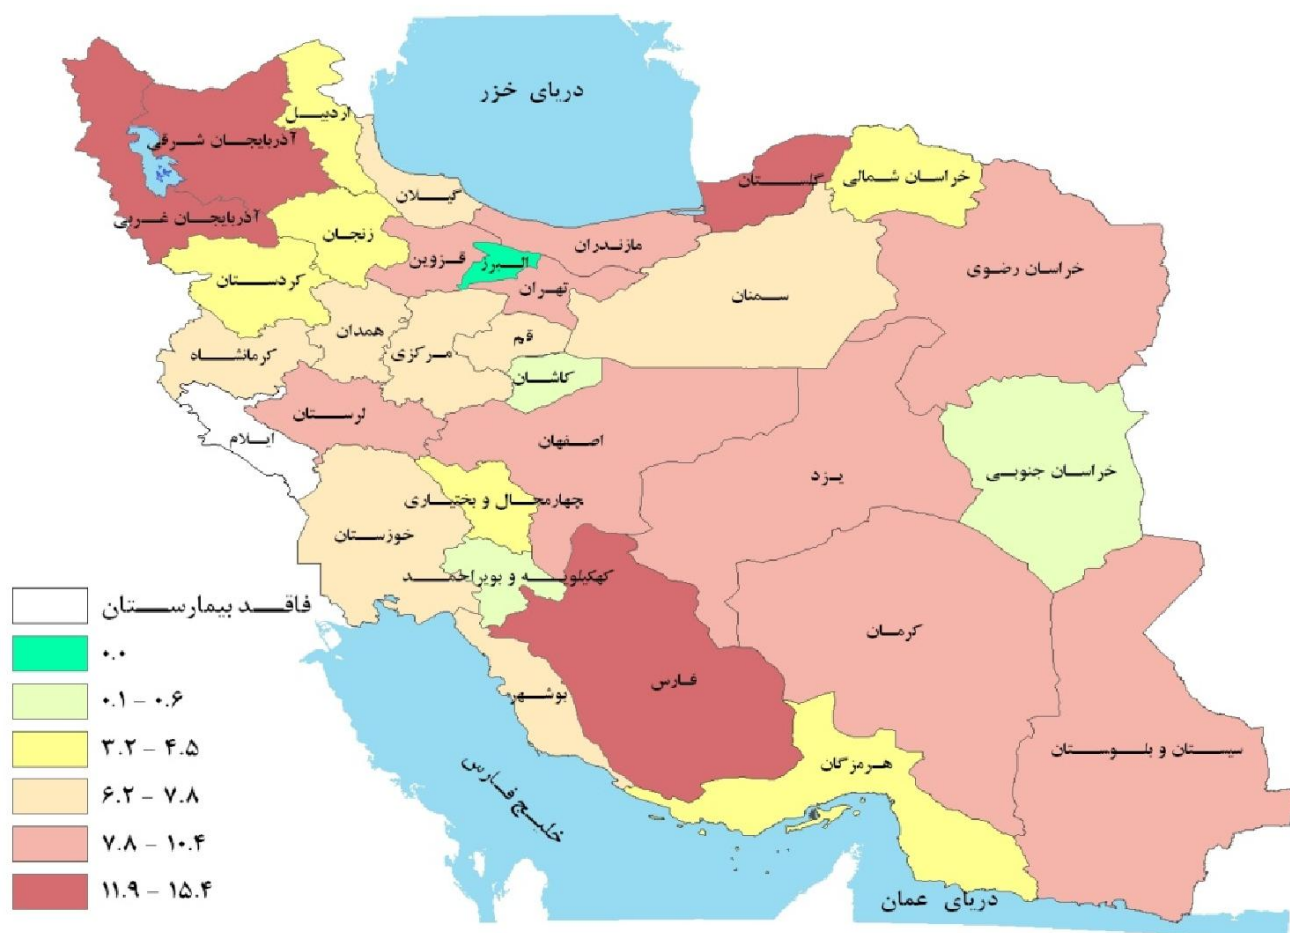 دریای خزر
اردبیل
آذربایجان شرقی
گیلان
گلستان
خراسان شمالی
آذربایجان غربی
زنجان
قزوین
البرز
مازندران
خراسان رضوی
تهران
سمنان
کردستان
همدان
مرکزی
قم
کرمانشاه
کاشان
لرستان
ایلام
اصفهان
یزد
خراسان جنوبی
چهارمحال و بختیاری
خوزستان
کهکیلویه و بویراحمد
کرمان
فارس
بوشهر
سیستان و بلوستان
هرمزگان
خلیج فارس
دریای عمان
فاقد بیمارستان
۰.۰
۰.۱ – ۰.۶
۳.۲ – ۴.۵
۶.۲ – ۷.۸
۷.۸ – ۱۰.۴
۱۱.۹ – ۱۵.۴